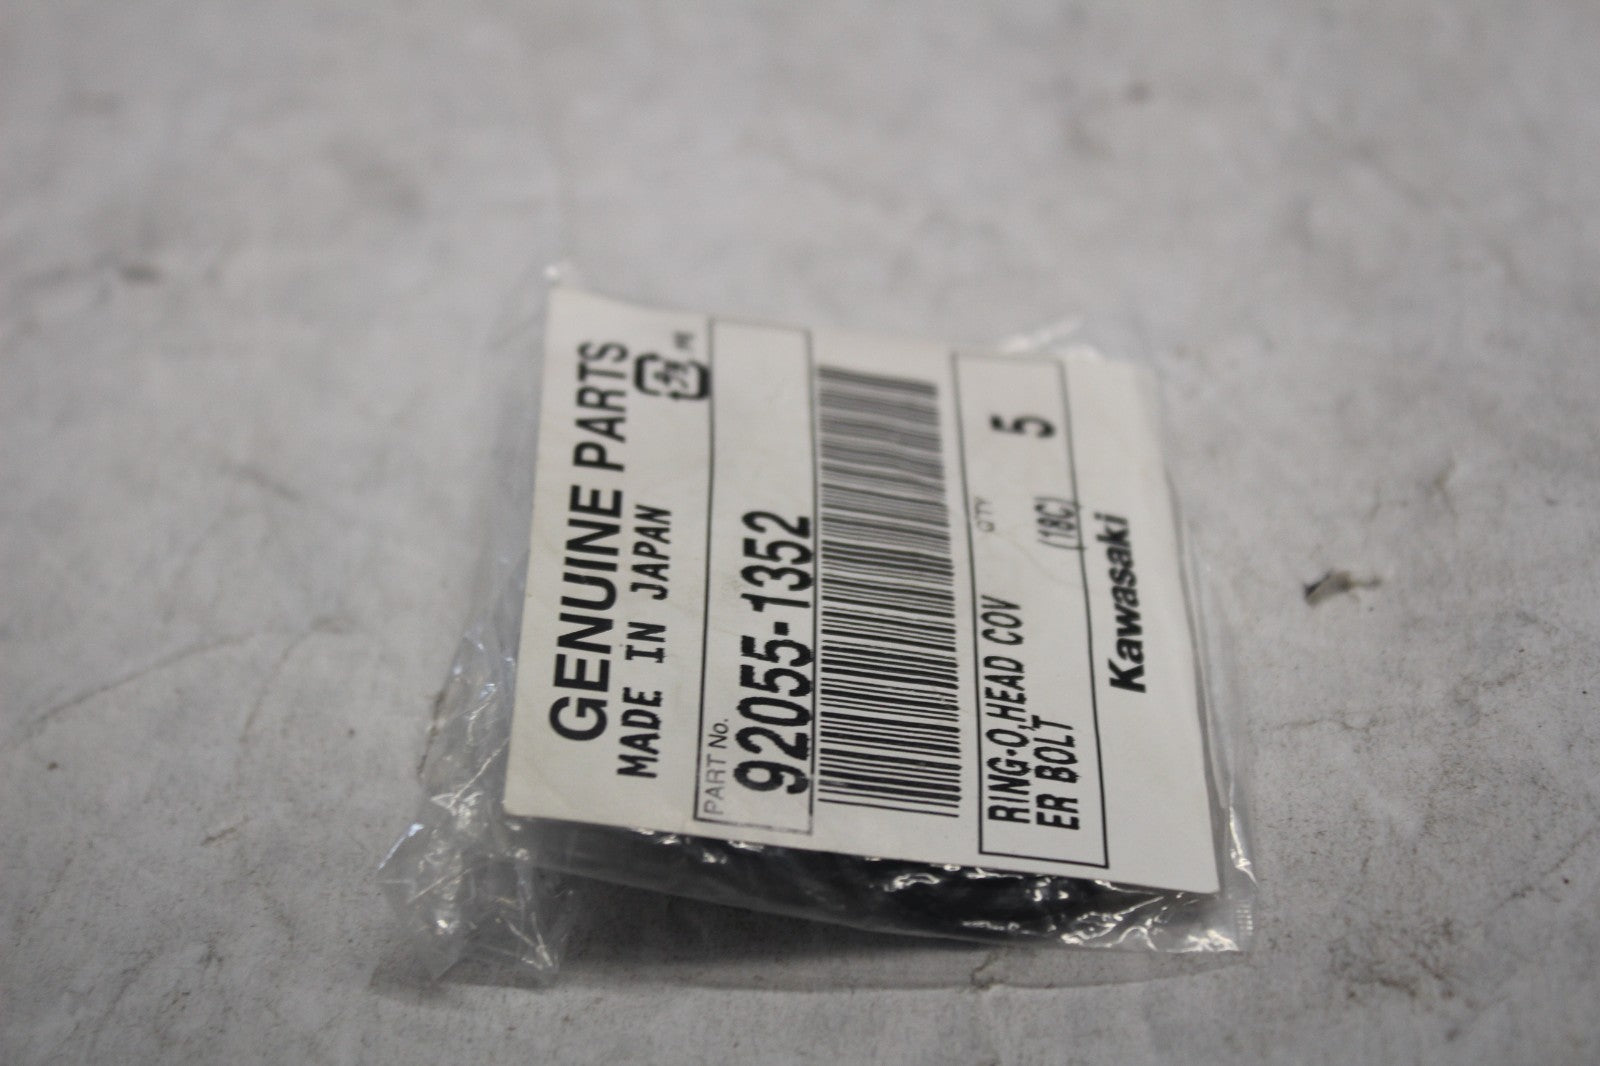 GENUINE PARTS
MADE IN JAPAN
PART No.
92055-1352
RING-O,HEAD COV
QTY
5
ER BOLT
(18C)
Kawasaki